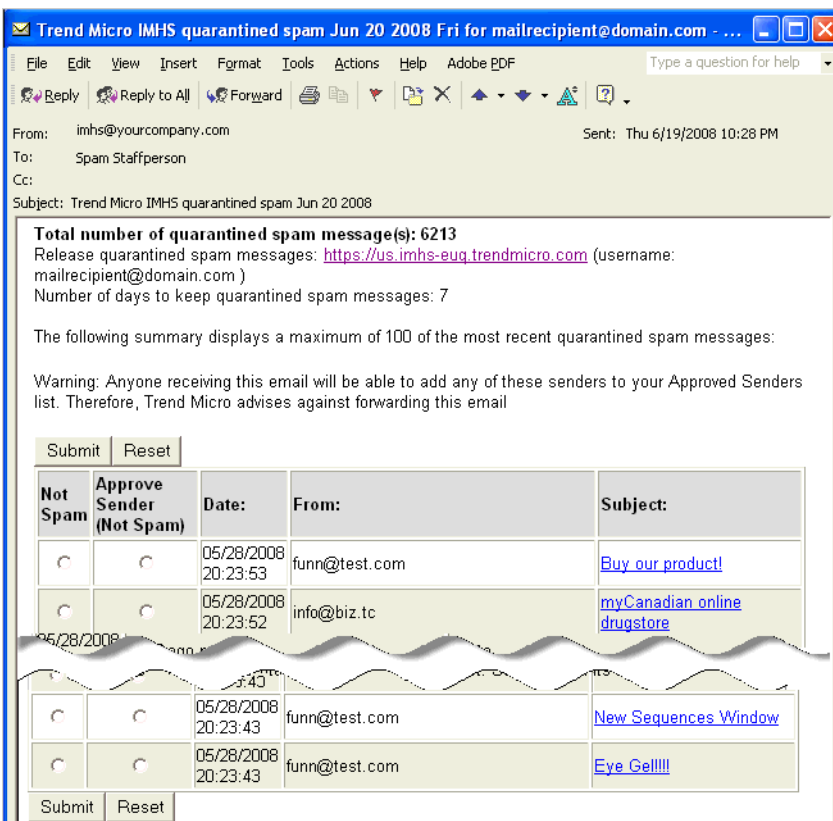 Trend Micro IMHS quarantined spam Jun 20 2008 Fri for mailrecipient@domain.com - ...
File Edit View Insert Format Tools Actions Help Adobe PDF Type a question for help
Reply Reply to All Forward
From: imhs@yourcompany.com Sent: Thu 6/19/2008 10:28 PM
To: Spam Staffperson
Cc:
Subject: Trend Micro IMHS quarantined spam Jun 20 2008
Total number of quarantined spam message(s): 6213
Release quarantined spam messages: https://us.imhs-euq.trendmicro.com (username:
mailrecipient@domain.com )
Number of days to keep quarantined spam messages: 7
The following summary displays a maximum of 100 of the most recent quarantined spam messages:
Warning: Anyone receiving this email will be able to add any of these senders to your Approved Senders
list. Therefore, Trend Micro advises against forwarding this email
Submit Reset
Not Spam Approve Sender (Not Spam) Date: From: Subject:
05/28/2008 20:23:53 funn@test.com Buy our product!
05/28/2008 20:23:52 info@biz.tc myCanadian online drugstore
05/28/2008
05/28/2008 20:23:43 funn@test.com New Sequences Window
05/28/2008 20:23:43 funn@test.com Eye Gel!!!!
Submit Reset